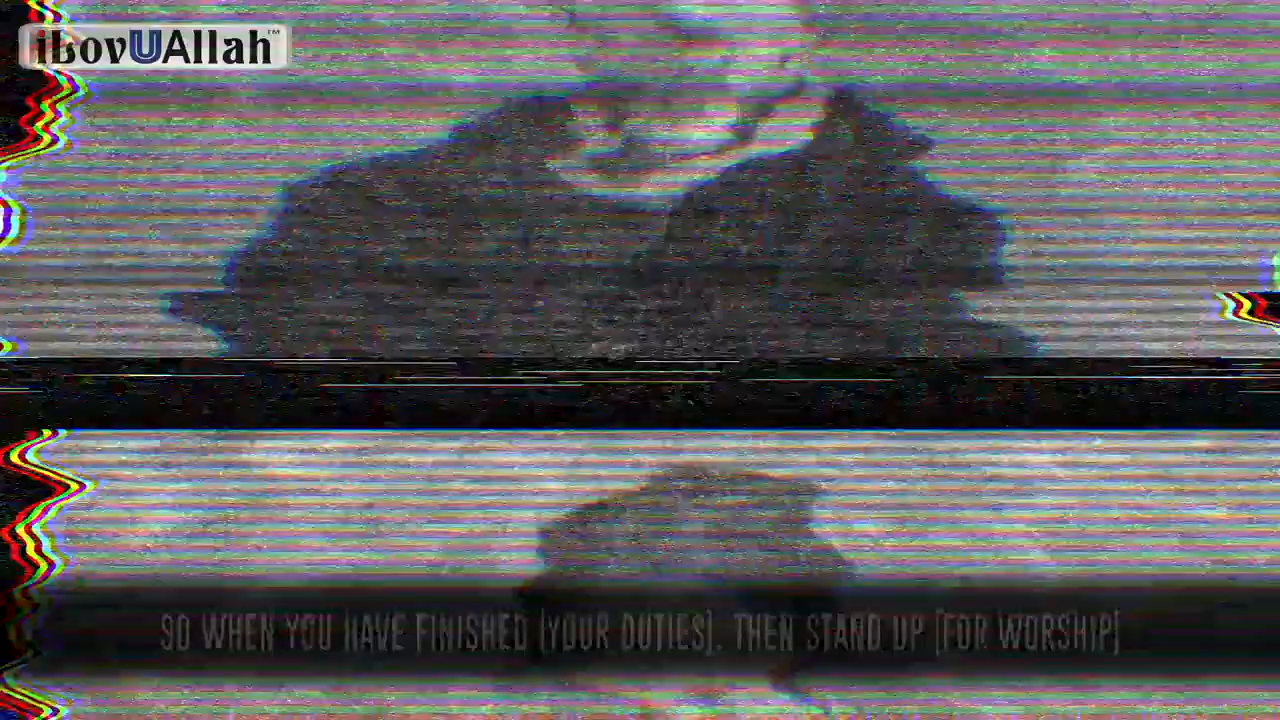 iLovUAllah™
SO WHEN YOU HAVE FINISHED [YOUR DUTIES], THEN STAND UP [FOR WORSHIP]